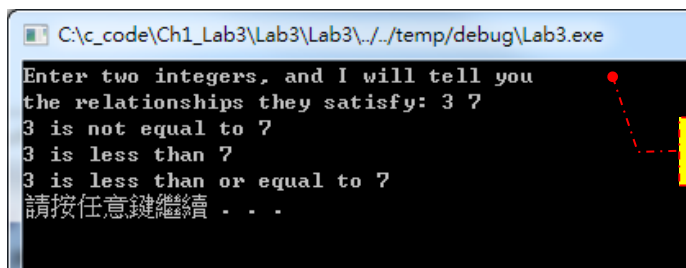 C:\c_code\Ch1_Lab3\Lab3\Lab3\../../temp/debug\Lab3.exe
Enter two integers, and I will tell you
the relationships they satisfy: 3 7
3 is not equal to 7
3 is less than 7
3 is less than or equal to 7
請按任意鍵繼續 . . .